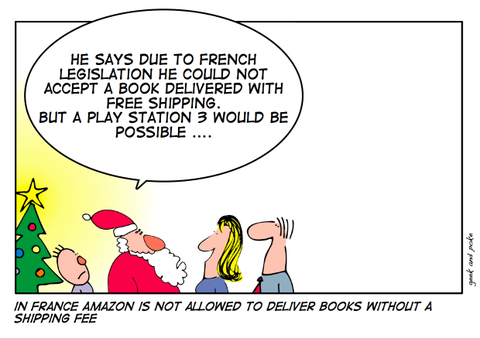 HE SAYS DUE TO FRENCH
LEGISLATION HE COULD NOT
ACCEPT A BOOK DELIVERED WITH
FREE SHIPPING.
BUT A PLAY STATION 3 WOULD BE
POSSIBLE ....
geek and poke
IN FRANCE AMAZON IS NOT ALLOWED TO DELIVER BOOKS WITHOUT A
SHIPPING FEE